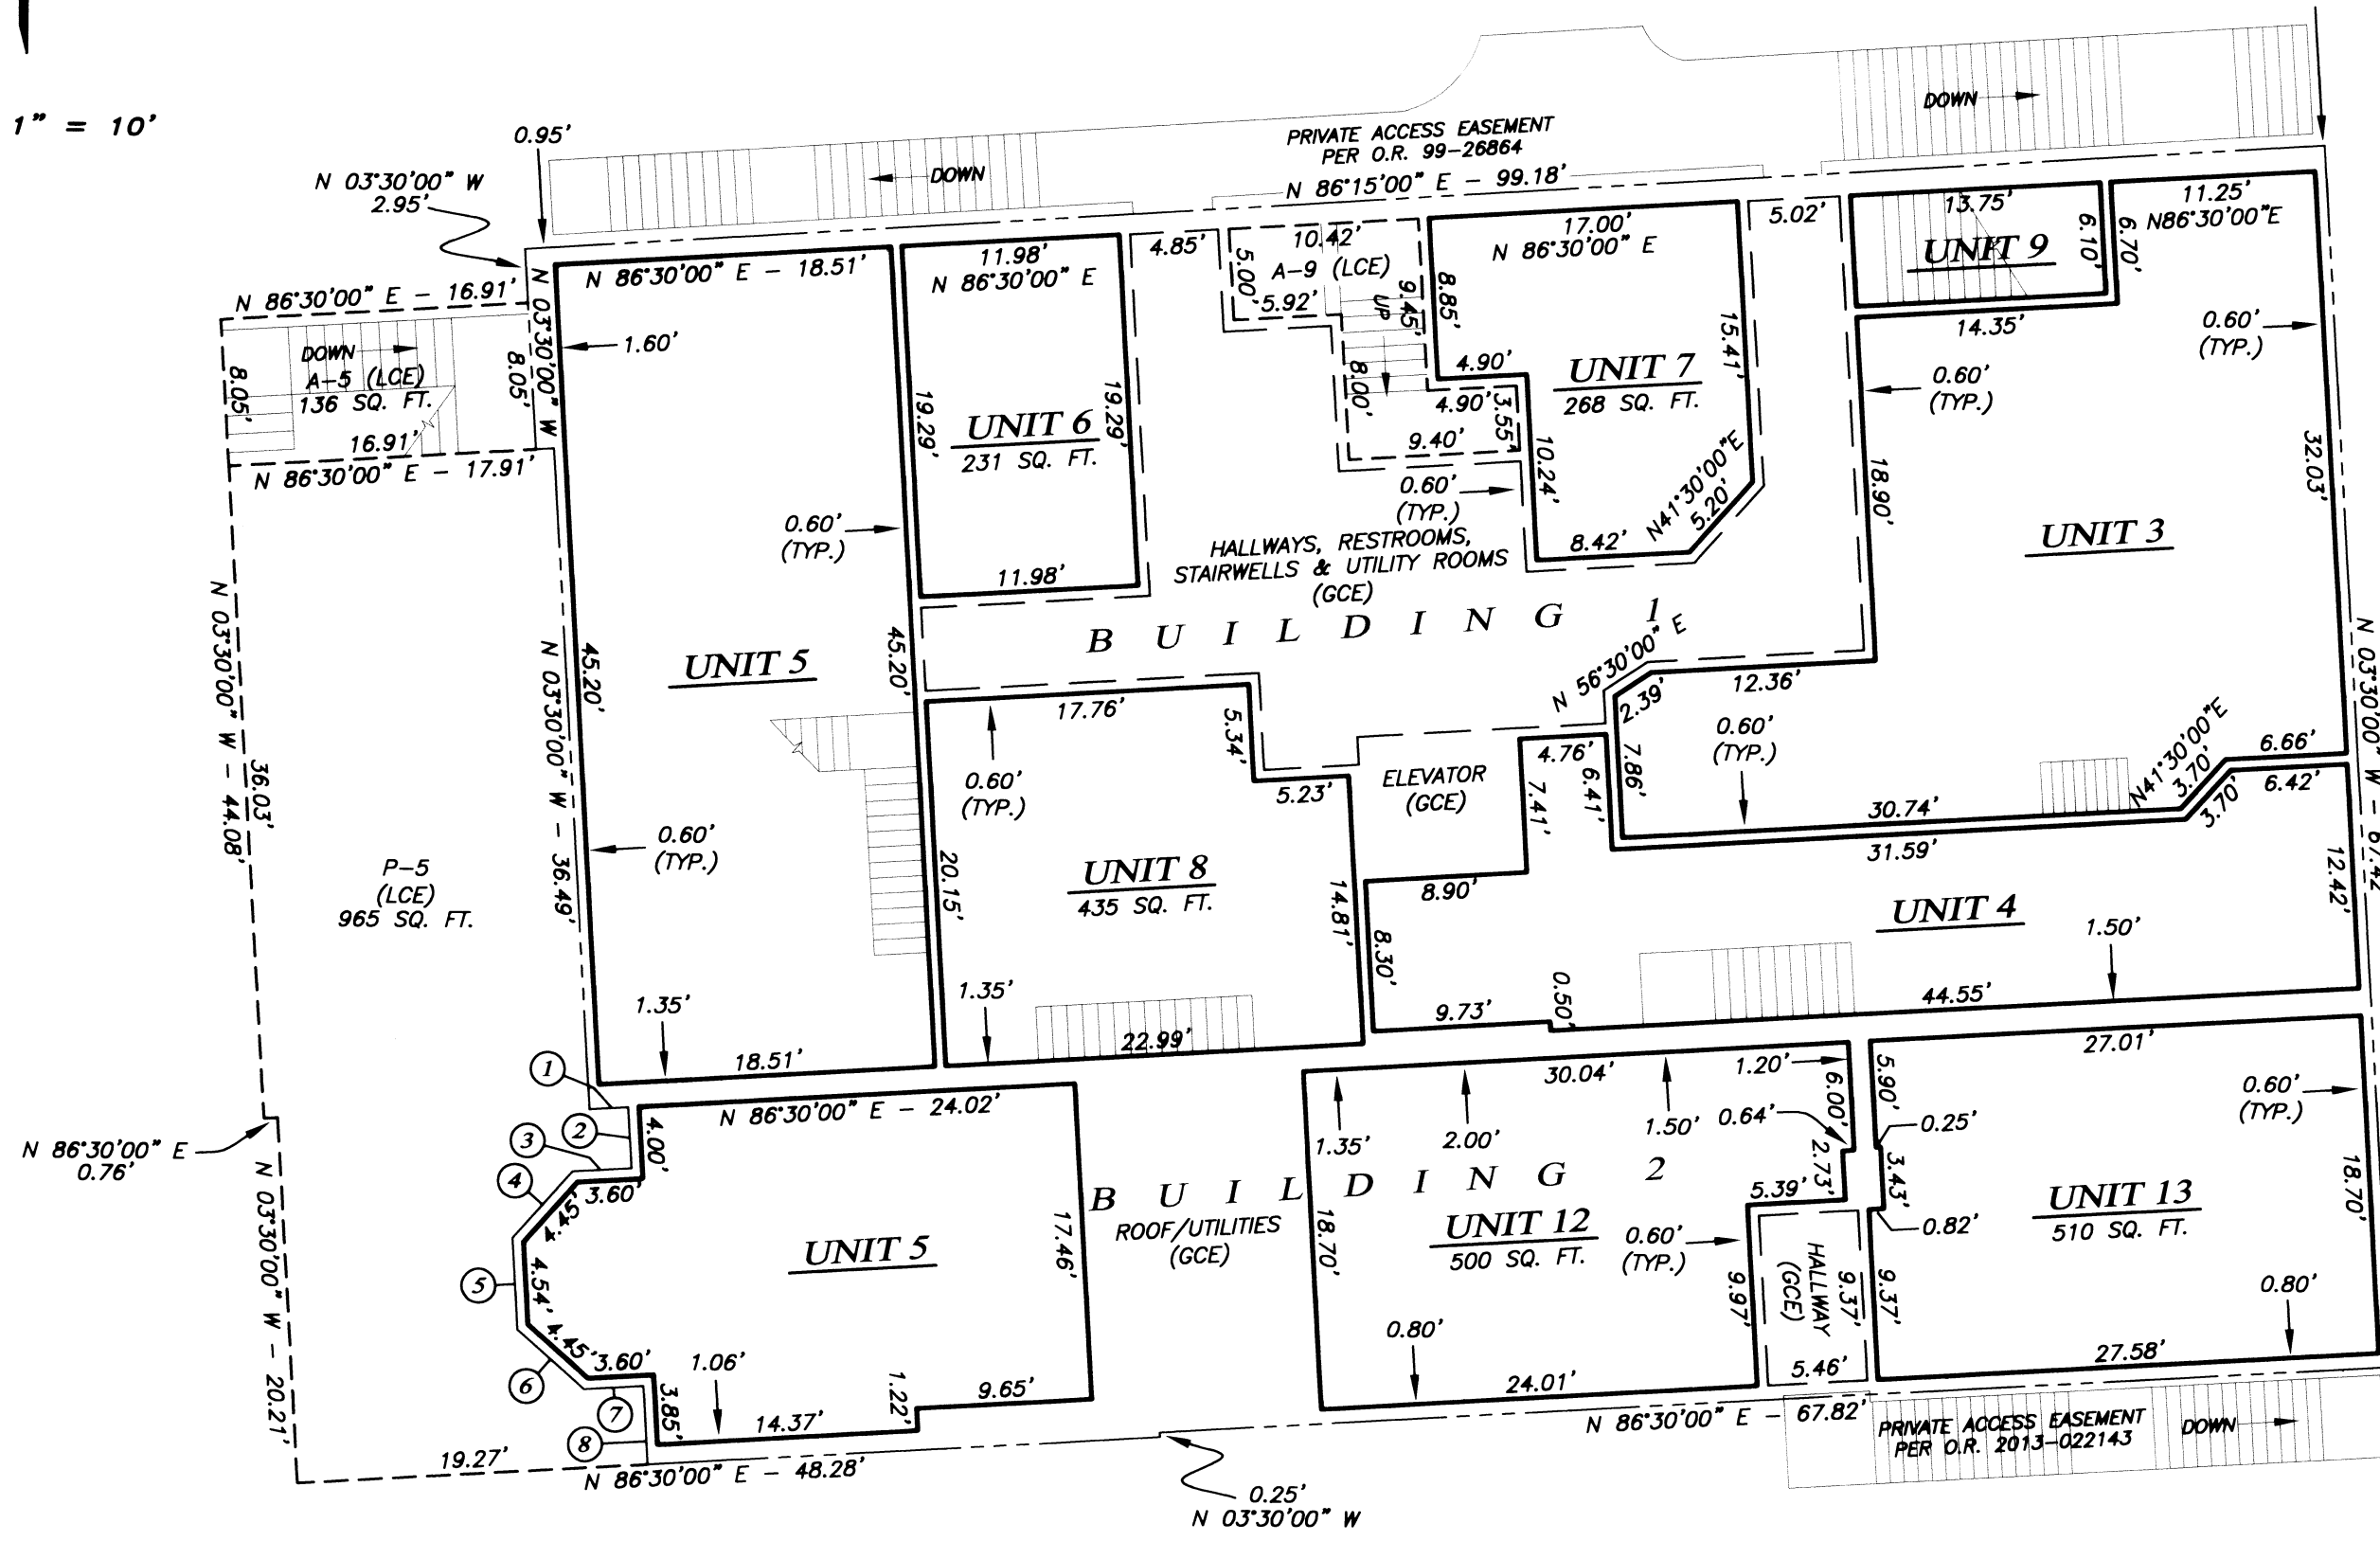 1" = 10'
0.95'
N 03°30'00" W
2.95'
DOWN
PRIVATE ACCESS EASEMENT
PER O.R. 99-26864
N 86°15'00" E - 99.18'
DOWN
N 86°30'00" E - 16.91'
DOWN
A-5 (LCE)
136 SQ. FT.
8.05'
8.05'
16.91'
N 86°30'00" E - 17.91'
N 03°30'00" W
N 86°30'00" E - 18.51'
1.60'
0.60'
(TYP.)
45.20'
45.20'
UNIT 5
0.60'
(TYP.)
1.35'
18.51'
N 03°30'00" W - 36.49'
N 03°30'00" W - 44.08'
36.03'
P-5
(LCE)
965 SQ. FT.
11.98'
N 86°30'00" E
19.29'
19.29'
UNIT 6
231 SQ. FT.
11.98'
4.85'
5.00'
10.42'
A-9 (LCE)
5.92'
UP
9.45'
8.00'
4.90'
3.55'
9.40'
0.60'
(TYP.)
HALLWAYS, RESTROOMS,
STAIRWELLS & UTILITY ROOMS
(GCE)
BUILDING 1
17.00'
N 86°30'00" E
8.85'
4.90'
UNIT 7
268 SQ. FT.
15.41'
10.24'
N41°30'00"E
5.20'
8.42'
5.02'
13.75'
UNIT 9
6.10'
6.70'
11.25'
N86°30'00"E
14.35'
0.60'
(TYP.)
0.60'
(TYP.)
18.90'
32.03'
UNIT 3
N 56°30'00" E
2.39'
12.36'
0.60'
(TYP.)
7.86'
30.74'
N41°30'00"E
3.70'
3.70'
6.66'
6.42'
N 03°30'00" W - 67.42'
17.76'
5.34'
0.60'
(TYP.)
5.23'
20.15'
UNIT 8
435 SQ. FT.
14.81'
1.35'
22.99'
ELEVATOR
(GCE)
4.76'
7.41'
6.41'
8.90'
8.30'
31.59'
UNIT 4
12.42'
1.50'
9.73'
0.50'
44.55'
1
2
3
4
5
6
7
8
N 86°30'00" E
0.76'
N 03°30'00" W - 20.21'
19.27'
N 86°30'00" E - 24.02'
4.00'
3.60'
4.45'
4.54'
4.45'
3.60'
3.85'
1.06'
14.37'
1.22'
9.65'
17.46'
UNIT 5
N 86°30'00" E - 48.28'
BUILDING 2
ROOF/UTILITIES
(GCE)
0.25'
N 03°30'00" W
30.04'
1.35'
2.00'
1.50'
1.20'
6.00'
0.64'
2.73'
5.39'
18.70'
UNIT 12
500 SQ. FT.
0.60'
(TYP.)
9.97'
0.80'
24.01'
HALLWAY
(GCE)
9.37'
5.46'
27.01'
5.90'
0.25'
3.43'
0.82'
9.37'
UNIT 13
510 SQ. FT.
0.60'
(TYP.)
18.70'
0.80'
27.58'
N 86°30'00" E - 67.82'
PRIVATE ACCESS EASEMENT
PER O.R. 2013-022143
DOWN